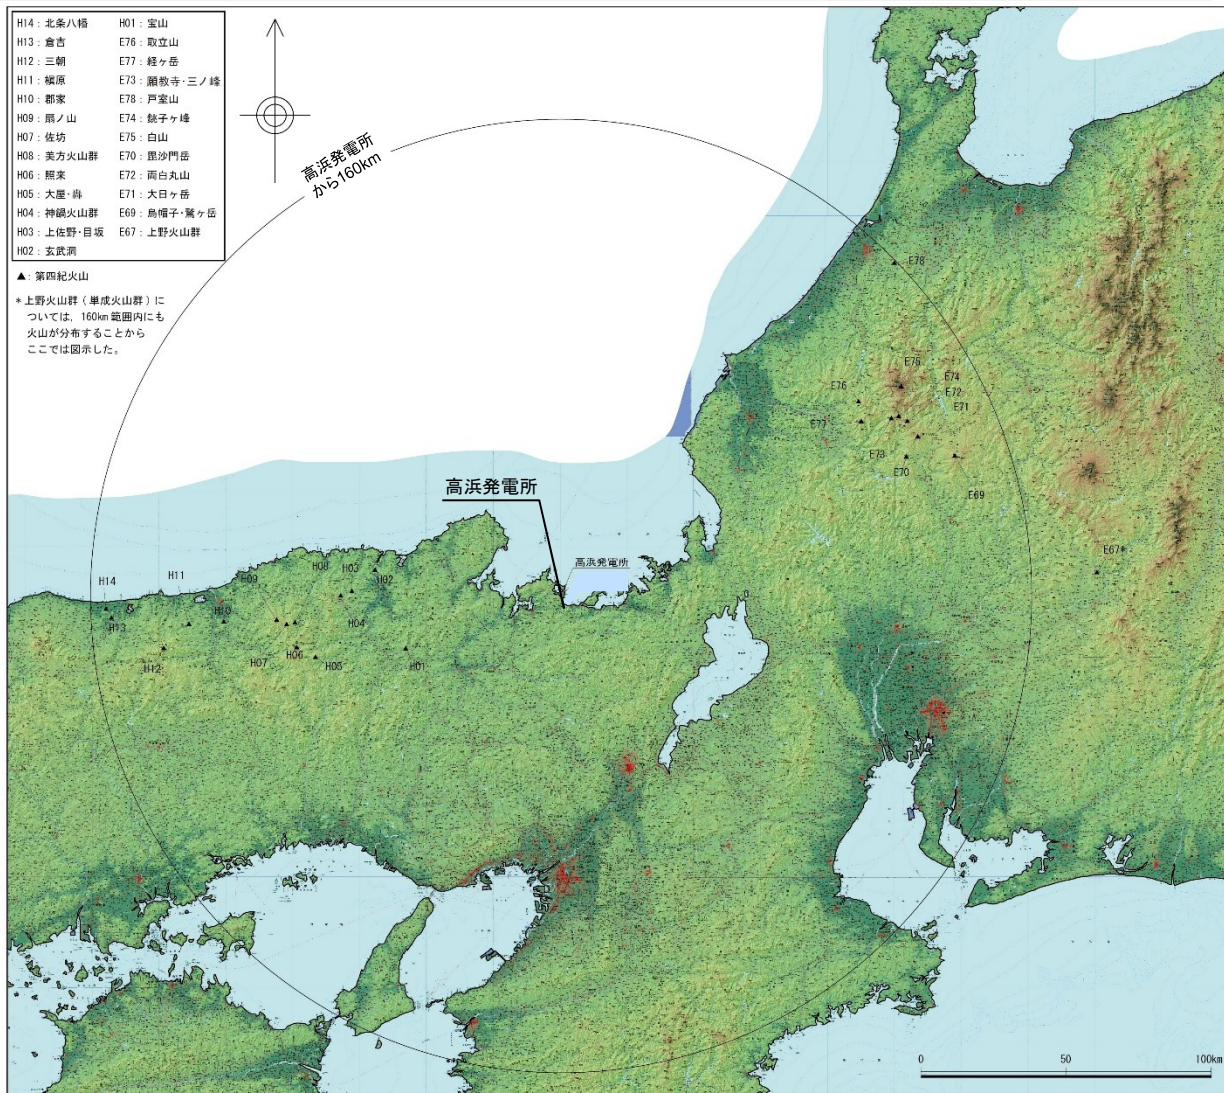 H14：北条八幡 H01：宝山
H13：倉吉 E76：取立山
H12：三朝 E77：経ヶ岳
H11：槇原 E73：願教寺・三ノ峰
H10：郡家 E78：戸室山
H09：扇ノ山 E74：銚子ヶ峰
H07：佐坊 E75：白山
H08：美方火山群 E70：毘沙門岳
H06：照来 E72：両白丸山
H05：大屋・轟 E71：大日ヶ岳
H04：神鍋火山群 E69：烏帽子・鷲ヶ岳
H03：上佐野・目坂 E67：上野火山群
H02：玄武洞
▲：第四紀火山
＊上野火山群（単成火山群）に
ついては，160km範囲内にも
火山が分布することから
ここでは図示した。
高浜発電所
から160km
E78
E75
E74
E76
E72
E71
E77
E73
E70
E69
高浜発電所
高浜発電所
E67*
H14
H11
H09
H08
H03
H02
H10
H13
H04
H12
H07
H06
H05
H01
0 50 100km